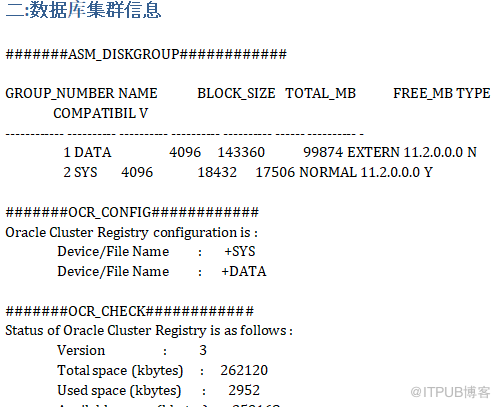 二:数据库集群信息
#######ASM_DISKGROUP############
GROUP_NUMBER NAME BLOCK_SIZE TOTAL_MB FREE_MB TYPE
COMPATIBIL V
------------ ---------- ---------- ---------- ---------- ------ ---------- -
1 DATA 4096 143360 99874 EXTERN 11.2.0.0.0 N
2 SYS 4096 18432 17506 NORMAL 11.2.0.0.0 Y
#######OCR_CONFIG############
Oracle Cluster Registry configuration is :
Device/File Name : +SYS
Device/File Name : +DATA
#######OCR_CHECK############
Status of Oracle Cluster Registry is as follows :
Version : 3
Total space (kbytes) : 262120
Used space (kbytes) : 2952
@ITPUB博客